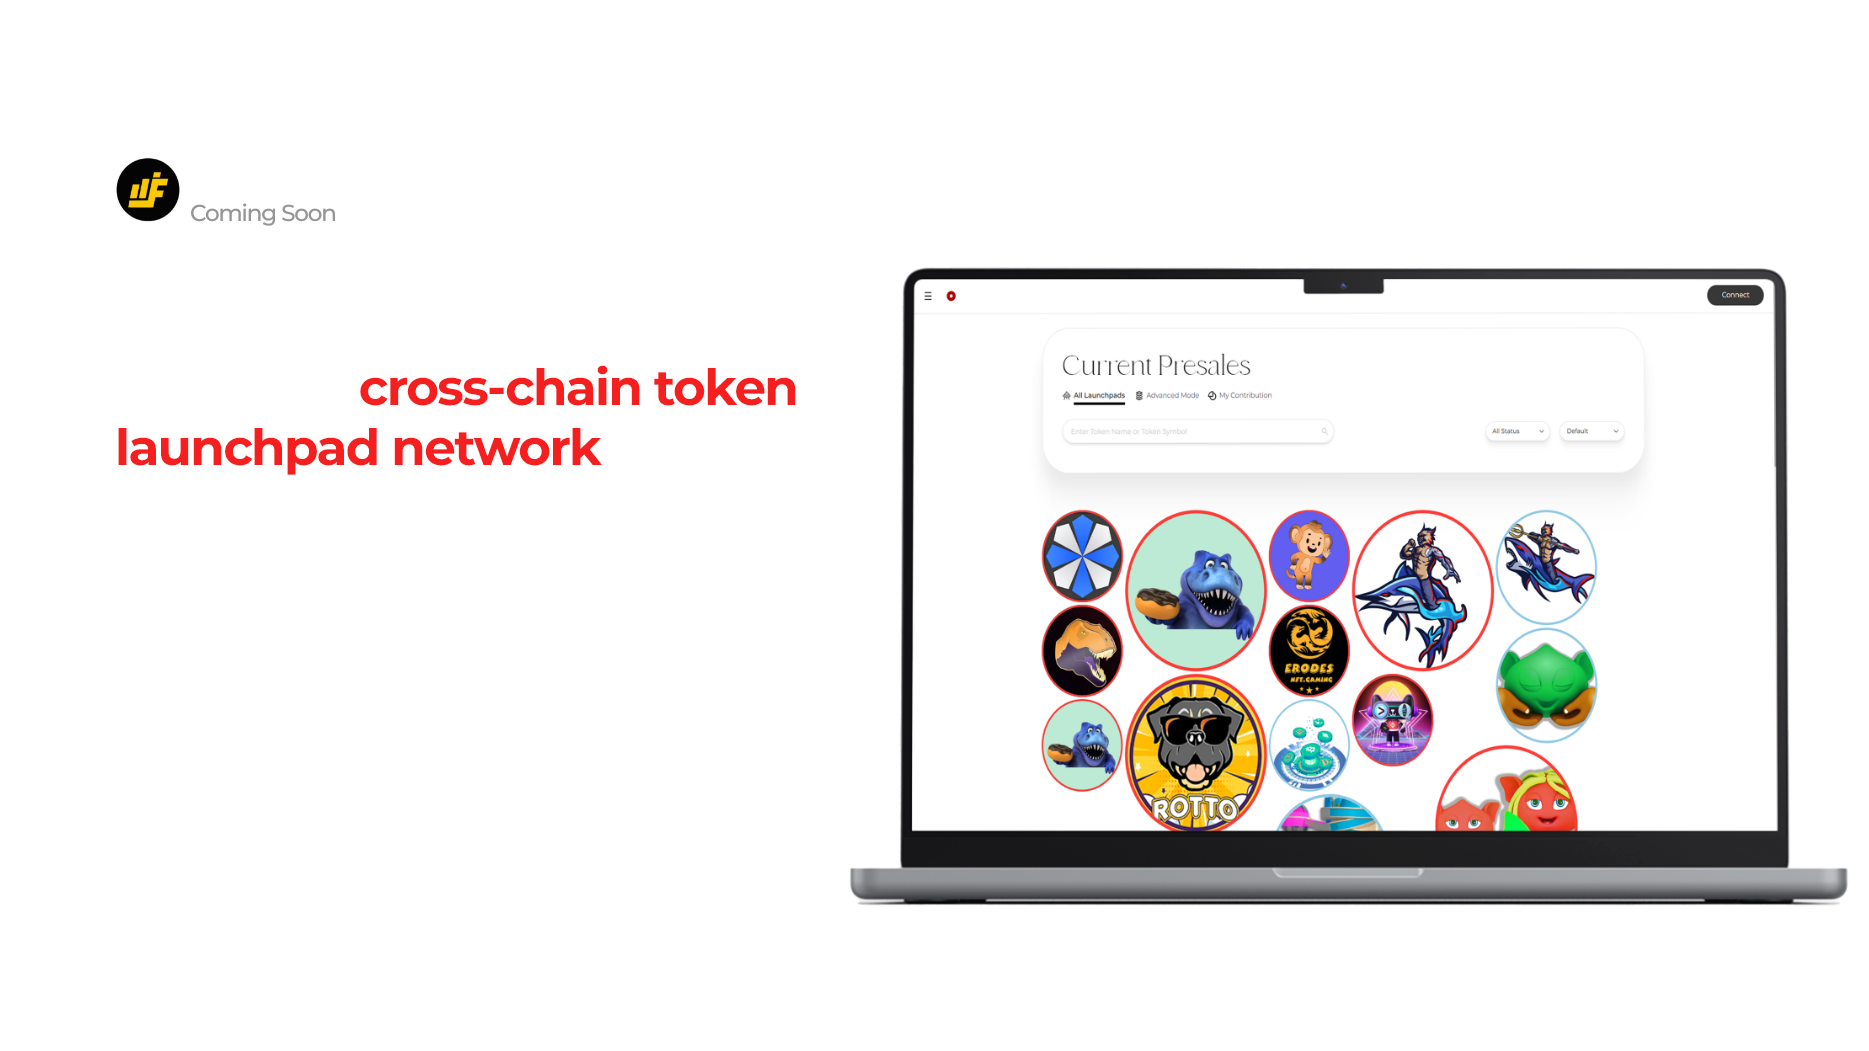 Coming Soon
cross-chain token
launchpad network
Connect
Current Presales
All Launchpads
Advanced Mode
My Contribution
Enter Token Name or Token Symbol
All Status
Default
ERODES
NFT.GAMING
ROTTO